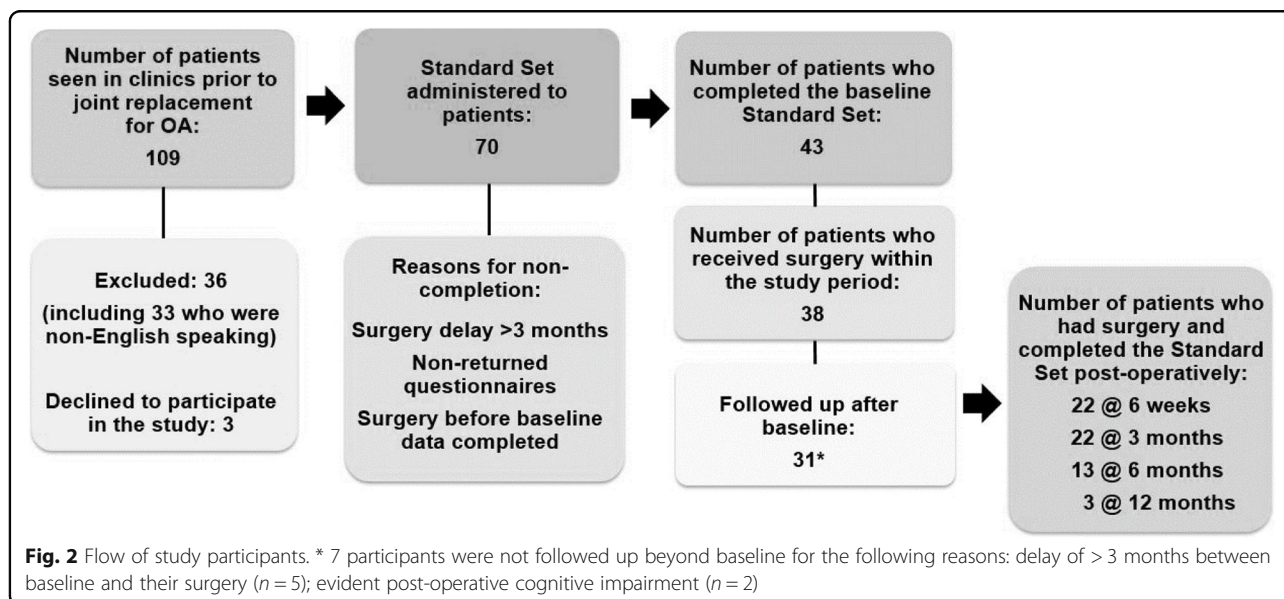 Number of patients
seen in clinics prior to
joint replacement
for OA:
109
Standard Set
administered to
patients:
70
Number of patients who
completed the baseline
Standard Set:
43
Excluded: 36
(including 33 who were
non-English speaking)
Declined to participate
in the study: 3
Reasons for non-
completion:
Surgery delay >3 months
Non-returned
questionnaires
Surgery before baseline
data completed
Number of patients who
received surgery within
the study period:
38
Followed up after
baseline:
31*
Number of patients who
had surgery and
completed the Standard
Set post-operatively:
22 @ 6 weeks
22 @ 3 months
13 @ 6 months
3 @ 12 months
Fig. 2 Flow of study participants. * 7 participants were not followed up beyond baseline for the following reasons: delay of > 3 months between
baseline and their surgery (n = 5); evident post-operative cognitive impairment (n = 2)